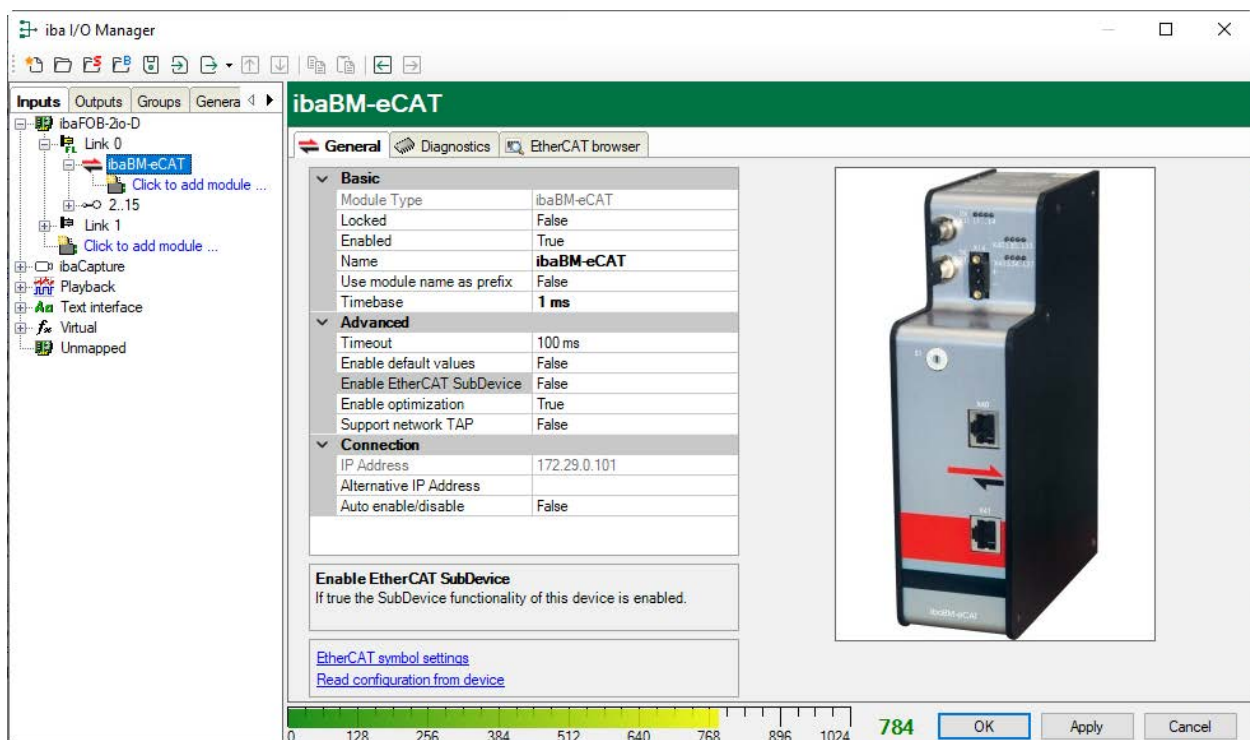 iba I/O Manager
Inputs Outputs Groups Genera
ibaFOB-2io-D
Link 0
ibaBM-eCAT
Click to add module ...
2..15
Link 1
Click to add module ...
ibaCapture
Playback
Text interface
Virtual
Unmapped
ibaBM-eCAT
General Diagnostics EtherCAT browser
Basic
Module Type ibaBM-eCAT
Locked False
Enabled True
Name ibaBM-eCAT
Use module name as prefix False
Timebase 1 ms
Advanced
Timeout 100 ms
Enable default values False
Enable EtherCAT SubDevice False
Enable optimization True
Support network TAP False
Connection
IP Address 172.29.0.101
Alternative IP Address
Auto enable/disable False
Enable EtherCAT SubDevice
If true the SubDevice functionality of this device is enabled.
EtherCAT symbol settings
Read configuration from device
X40
X41
ibaBM-eCAT
0 128 256 384 512 640 768 896 1024
784 OK Apply Cancel